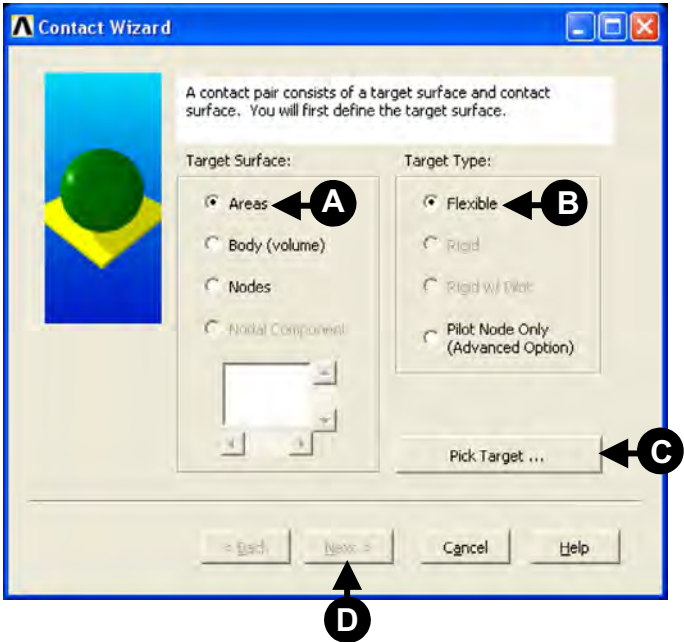 Contact Wizard
A contact pair consists of a target surface and contact
surface. You will first define the target surface.
Target Surface:
Target Type:
Areas
A
Flexible
B
Body (volume)
Rigid
Nodes
Rigid w/ Pilot
Nodal Component
Pilot Node Only
(Advanced Option)
Pick Target ...
C
< Back
Next >
Cancel
Help
D